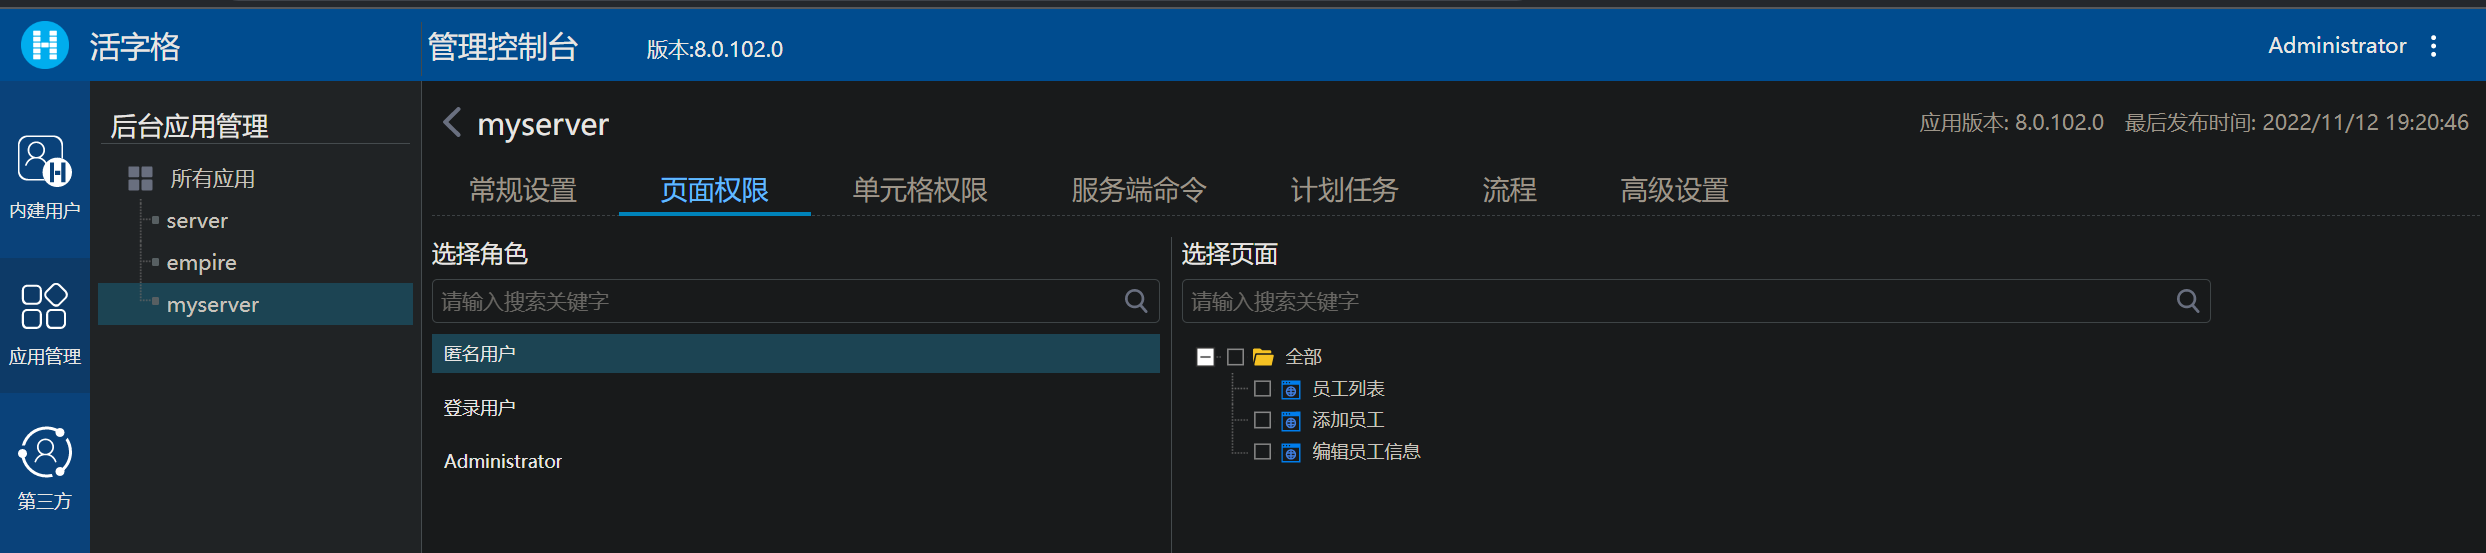 活字格
管理控制台
版本:8.0.102.0
Administrator
内建用户
应用管理
第三方
后台应用管理
所有应用
server
empire
myserver
myserver
应用版本: 8.0.102.0 最后发布时间: 2022/11/12 19:20:46
常规设置 页面权限 单元格权限 服务端命令 计划任务 流程 高级设置
选择角色
请输入搜索关键字
匿名用户
登录用户
Administrator
选择页面
请输入搜索关键字
全部
员工列表
添加员工
编辑员工信息